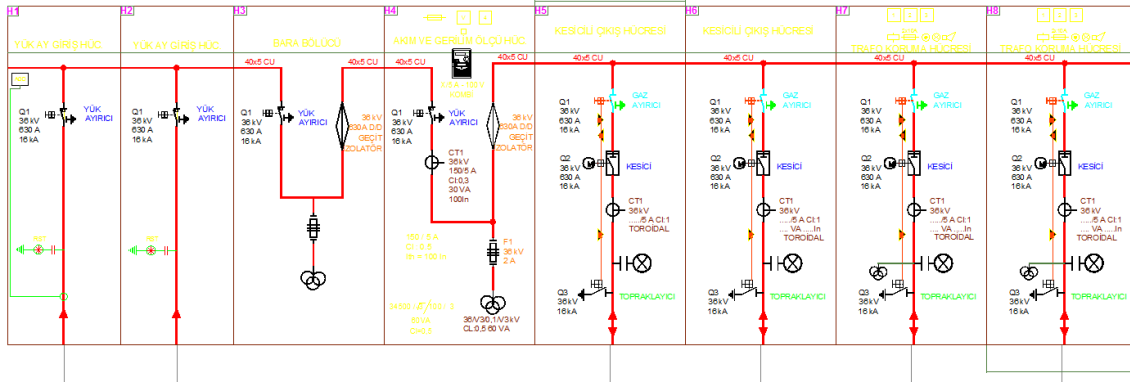 H1
YÜK AY GİRİŞ HÜC.
Q1
36 kV
630 A
16 kA
YÜK
AYIRICI
H2
YÜK AY GİRİŞ HÜC.
Q1
36 kV
630 A
16 kA
YÜK
AYIRICI
H3
BARA BÖLÜCÜ
40x5 CU
Q1
36 kV
630 A
16 kA
YÜK
AYIRICI
36 kV
630A D/D
GEÇİT
İZOLATÖR
H4
AKIM VE GERİLİM ÖLÇÜ HÜC.
40x5 CU
40x5 CU
Q1
36 kV
630 A
16 kA
YÜK
AYIRICI
CT1
36kV
150/5 A
Cl:0,3
30 VA
100In
36 kV
630A D/D
GEÇİT
İZOLATÖR
F1
36 kV
2 A
36/V3/0,1/V3 kV
CL:0,5 60 VA
H5
KESİCİLİ ÇIKIŞ HÜCRESİ
40x5 CU
Q1
36 kV
630 A
16 kA
GAZ
AYIRICI
Q2
36 kV
630 A
16 kA
KESİCİ
CT1
36 kV
...../5 A Cl:1
.... VA .....In
TOROİDAL
Q3
36 kV
16 kA
TOPRAKLAYICI
H6
KESİCİLİ ÇIKIŞ HÜCRESİ
40x5 CU
Q1
36 kV
630 A
16 kA
GAZ
AYIRICI
Q2
36 kV
630 A
16 kA
KESİCİ
CT1
36 kV
...../5 A Cl:1
.... VA .....In
TOROİDAL
Q3
36 kV
16 kA
TOPRAKLAYICI
H7
TRAFO KORUMA HÜCRESİ
40x5 CU
Q1
36 kV
630 A
16 kA
GAZ
AYIRICI
Q2
36 kV
630 A
16 kA
KESİCİ
CT1
36 kV
...../5 A Cl:1
.... VA .....In
TOROİDAL
Q3
36 kV
16 kA
TOPRAKLAYICI
H8
TRAFO KORUMA HÜCRESİ
40x5 CU
Q1
36 kV
630 A
16 kA
GAZ
AYIRICI
Q2
36 kV
630 A
16 kA
KESİCİ
CT1
36 kV
...../5 A Cl:1
.... VA .....In
TOROİDAL
Q3
36 kV
16 kA
TOPRAKLAYICI